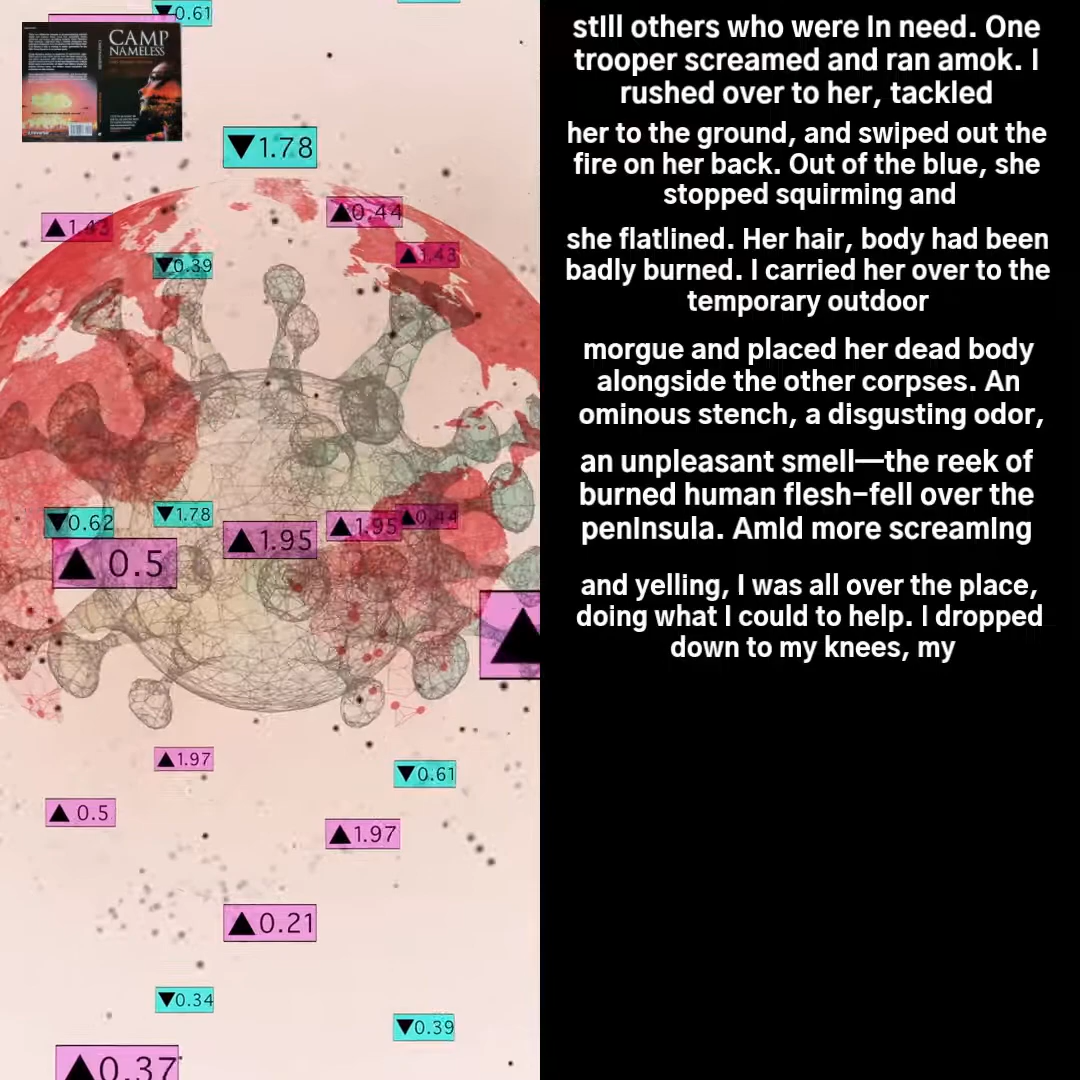 ▼0.61
CAMP
NAMELESS
▼1.78
▲1.43
▲0.44
▲1.43
▼0.39
▼0.62
▼1.78
▲1.95
▲1.95
▲0.44
▲0.5
▲1.97
▼0.61
▲0.5
▲1.97
▲0.21
▼0.34
▼0.39
▲0.37
stIll others who were In need. One
trooper screamed and ran amok. I
rushed over to her, tackled
her to the ground, and swiped out the
fire on her back. Out of the blue, she
stopped squirming and
she flatlined. Her hair, body had been
badly burned. I carried her over to the
temporary outdoor
morgue and placed her dead body
alongside the other corpses. An
ominous stench, a disgusting odor,
an unpleasant smell—the reek of
burned human flesh–fell over the
penInsula. AmId more screamIng
and yelling, I was all over the place,
doing what I could to help. I dropped
down to my knees, my